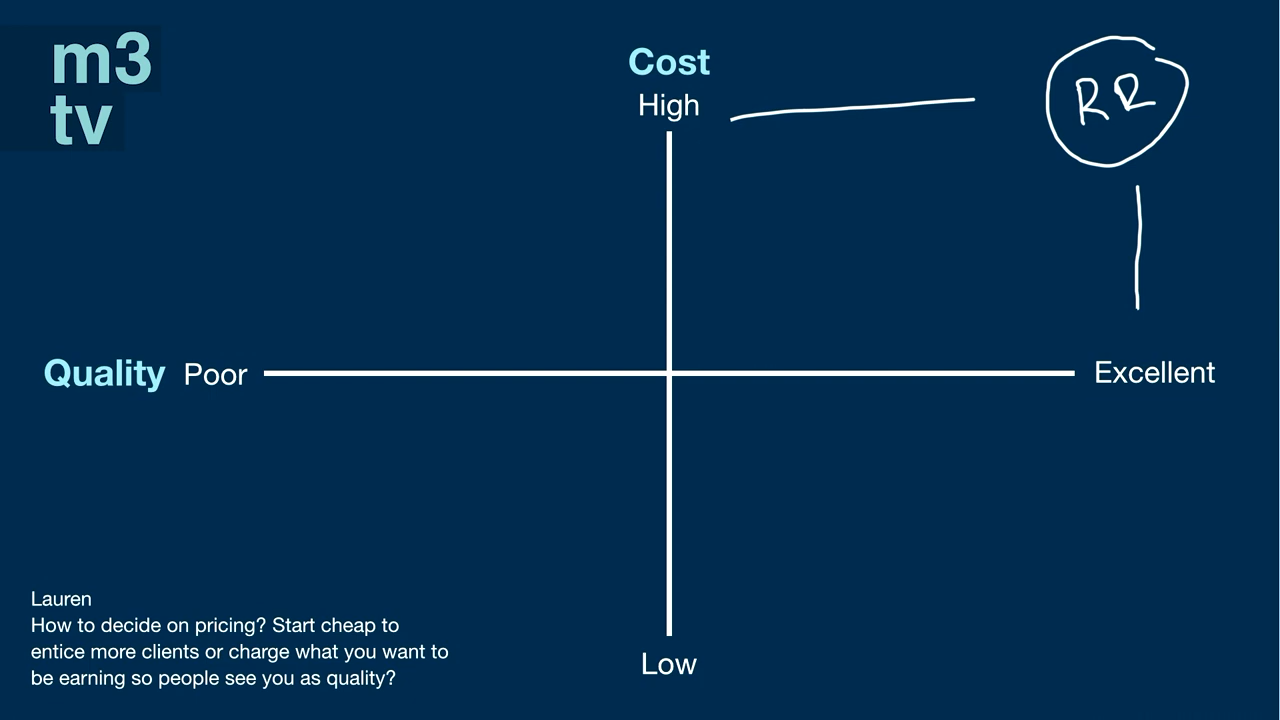 m3
tv
Cost
High
RR
Quality Poor
Excellent
Low
Lauren
How to decide on pricing? Start cheap to
entice more clients or charge what you want to
be earning so people see you as quality?